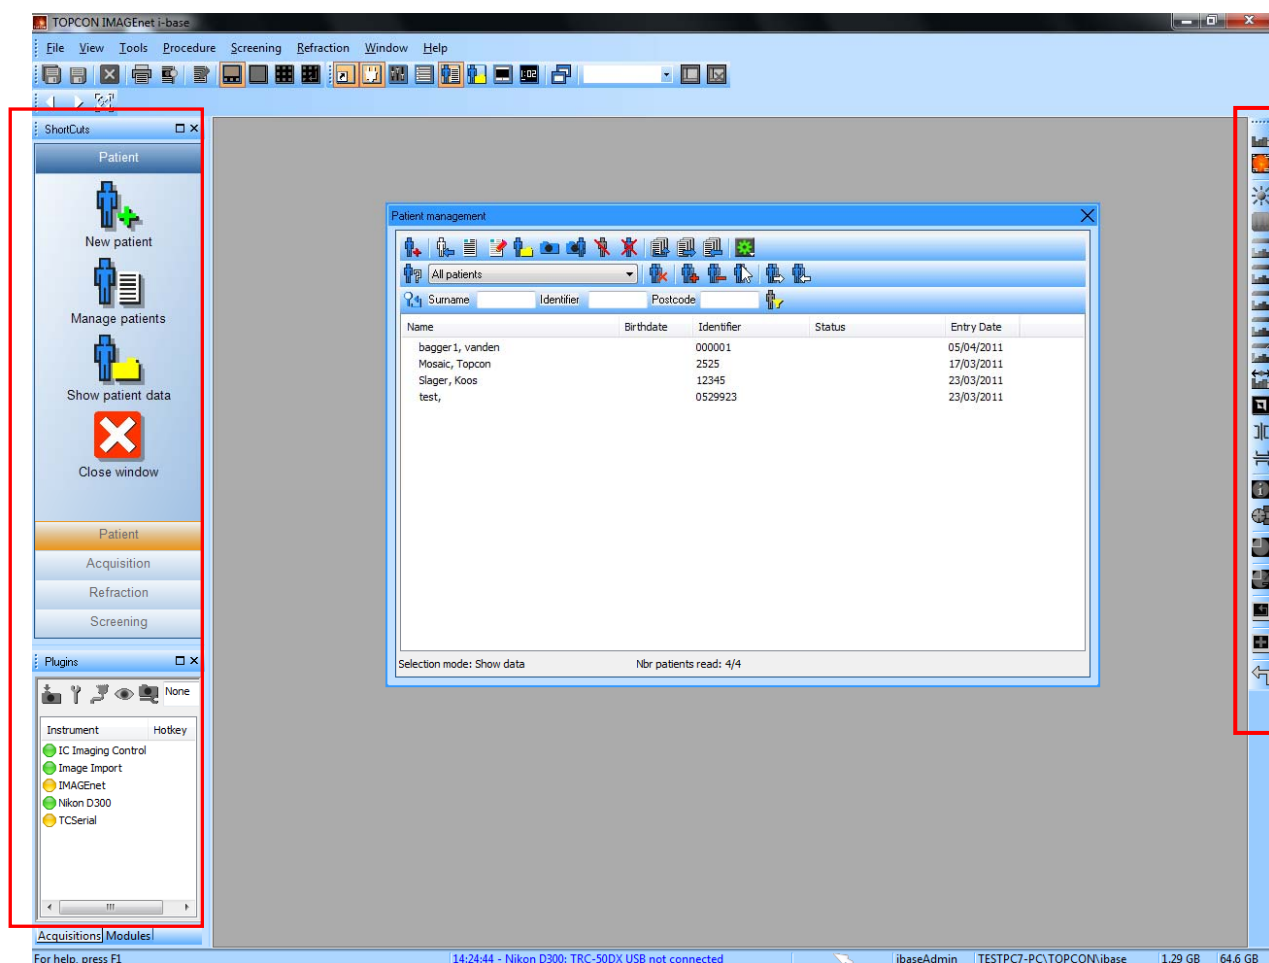 TOPCON IMAGEnet i-base
File View Tools Procedure Screening Refraction Window Help
1:02
ShortCuts
Patient
New patient
Manage patients
Show patient data
Close window
Patient
Acquisition
Refraction
Screening
Plugins
None
Instrument Hotkey
IC Imaging Control
Image Import
IMAGEnet
Nikon D300
TCSerial
Acquisitions Modules
Patient management
All patients
Surname Identifier Postcode
Name Birthdate Identifier Status Entry Date
bagger1, vanden 000001 05/04/2011
Mosaic, Topcon 2525 17/03/2011
Slager, Koos 12345 23/03/2011
test, 0529923 23/03/2011
Selection mode: Show data Nbr patients read: 4/4
For help, press F1 14:24:44 - Nikon D300: TRC-50DX USB not connected ibaseAdmin TESTPC7-PC\TOPCON\ibase 1,29 GB 64,6 GB